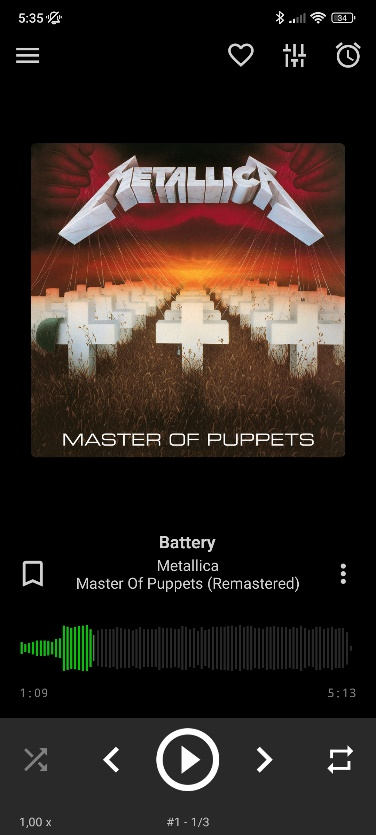 5:35
34
METALLICA
MASTER OF PUPPETS
Battery
Metallica
Master Of Puppets (Remastered)
1:09
5:13
1,00 x
#1 - 1/3